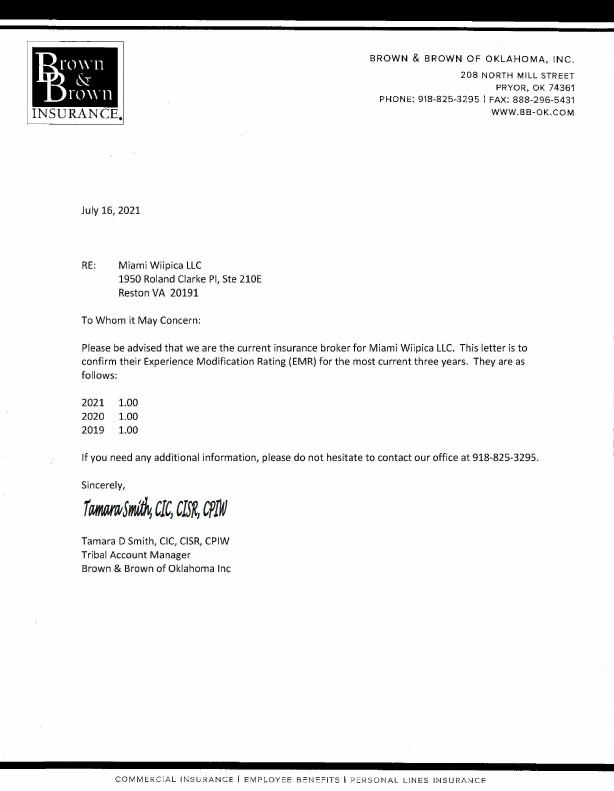 Brown
&
Brown
INSURANCE®
BROWN & BROWN OF OKLAHOMA, INC.
208 NORTH MILL STREET
PRYOR, OK 74361
PHONE: 918-825-3295 | FAX: 888-296-5431
WWW.BB-OK.COM
July 16, 2021
RE: Miami Wiipica LLC
1950 Roland Clarke Pl, Ste 210E
Reston VA 20191
To Whom it May Concern:
Please be advised that we are the current insurance broker for Miami Wiipica LLC. This letter is to
confirm their Experience Modification Rating (EMR) for the most current three years. They are as
follows:
2021 1.00
2020 1.00
2019 1.00
If you need any additional information, please do not hesitate to contact our office at 918-825-3295.
Sincerely,
Tamara Smith, CIC, CISR, CPIW
Tamara D Smith, CIC, CISR, CPIW
Tribal Account Manager
Brown & Brown of Oklahoma Inc
COMMERCIAL INSURANCE | EMPLOYEE BENEFITS | PERSONAL LINES INSURANCE